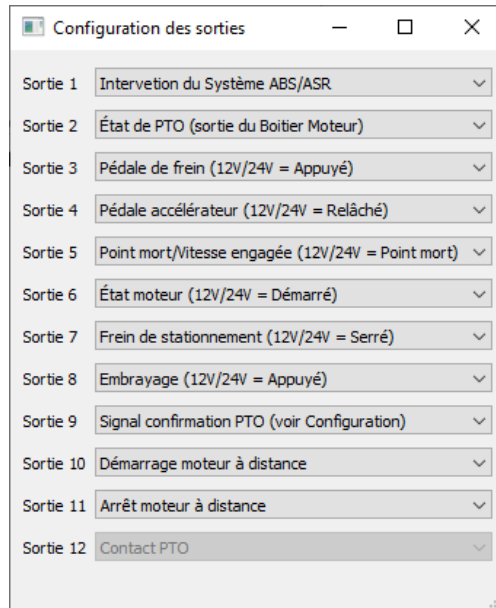 Configuration des sorties
Sortie 1 Intervetion du Système ABS/ASR
Sortie 2 État de PTO (sortie du Boitier Moteur)
Sortie 3 Pédale de frein (12V/24V = Appuyé)
Sortie 4 Pédale accélérateur (12V/24V = Relâché)
Sortie 5 Point mort/Vitesse engagée (12V/24V = Point mort)
Sortie 6 État moteur (12V/24V = Démarré)
Sortie 7 Frein de stationnement (12V/24V = Serré)
Sortie 8 Embrayage (12V/24V = Appuyé)
Sortie 9 Signal confirmation PTO (voir Configuration)
Sortie 10 Démarrage moteur à distance
Sortie 11 Arrêt moteur à distance
Sortie 12 Contact PTO